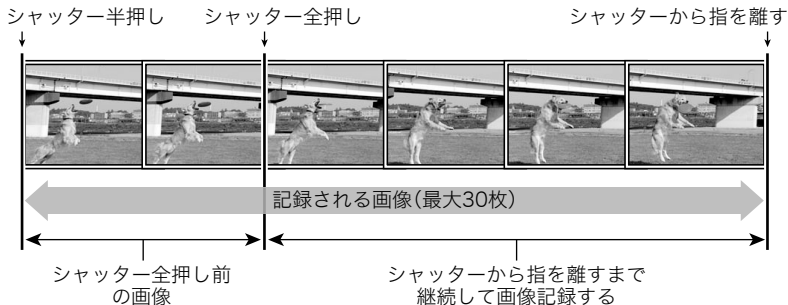 シャッター半押し
シャッター全押し
シャッターから指を離す
記録される画像(最大30枚)
シャッター全押し前
の画像
シャッターから指を離すまで
継続して画像記録する